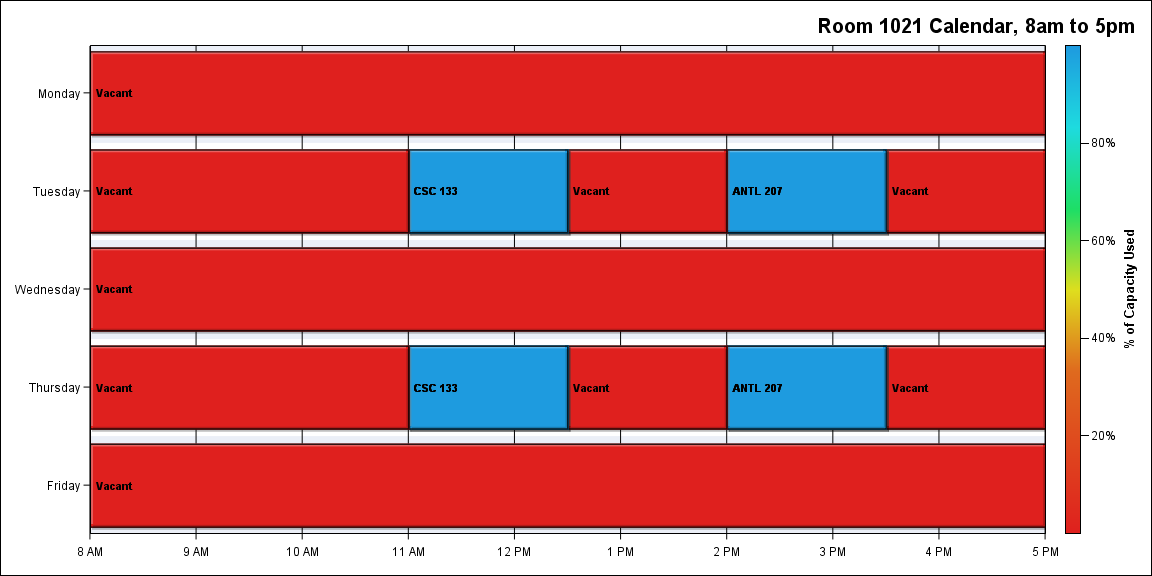 Room 1021 Calendar, 8am to 5pm
Monday
Vacant
Tuesday
Vacant
CSC 133
Vacant
ANTL 207
Vacant
Wednesday
Vacant
Thursday
Vacant
CSC 133
Vacant
ANTL 207
Vacant
Friday
Vacant
8 AM
9 AM
10 AM
11 AM
12 PM
1 PM
2 PM
3 PM
4 PM
5 PM
80%
60%
40%
20%
% of Capacity Used